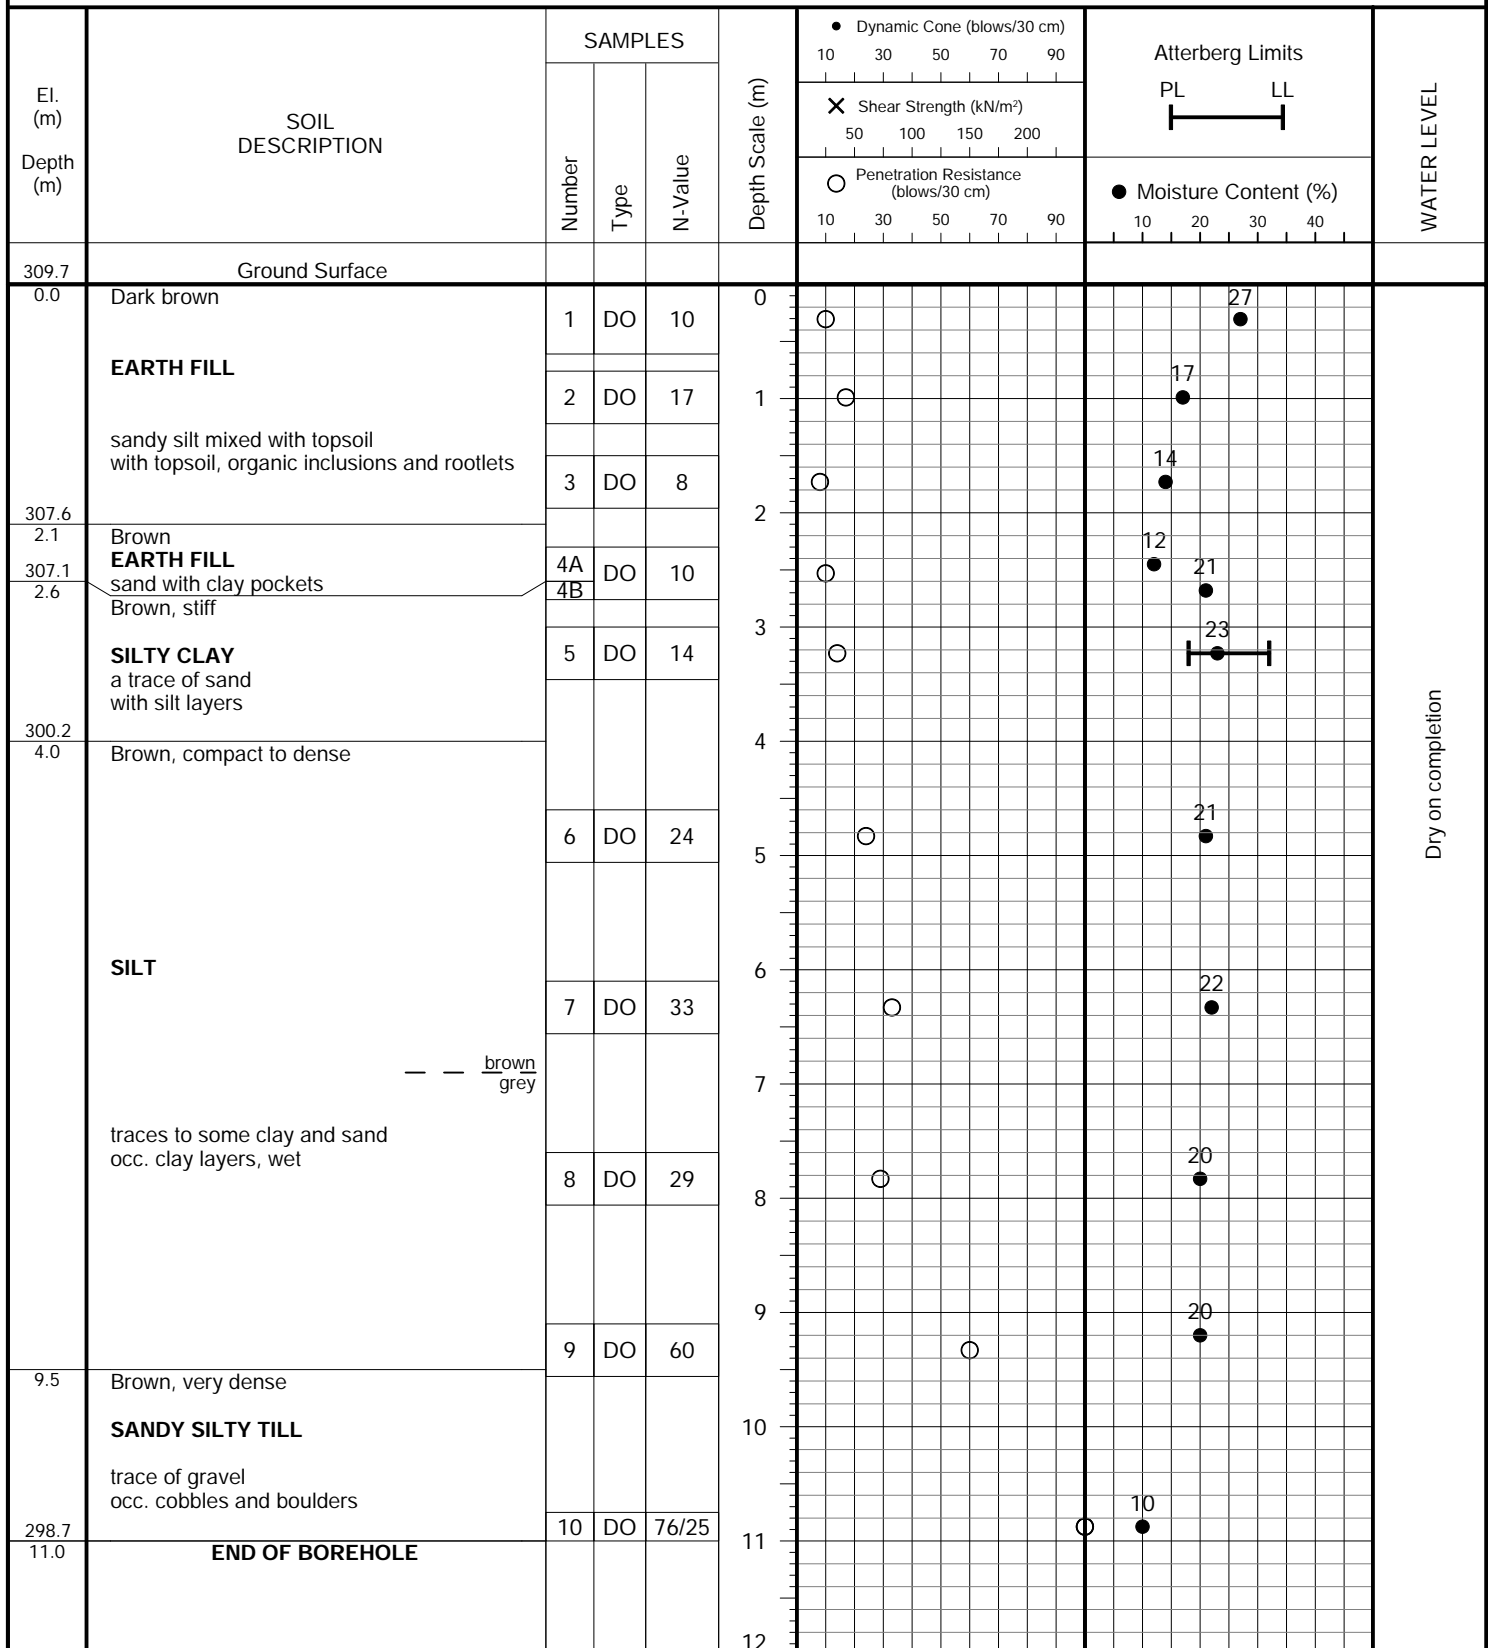 El.
(m)
Depth
(m)
SOIL
DESCRIPTION
SAMPLES
Number
Type
N-Value
Depth Scale (m)
● Dynamic Cone (blows/30 cm)
10 30 50 70 90
✕ Shear Strength (kN/m²)
50 100 150 200
○ Penetration Resistance
(blows/30 cm)
10 30 50 70 90
Atterberg Limits
PL LL
● Moisture Content (%)
10 20 30 40
WATER LEVEL
309.7 Ground Surface
0.0 Dark brown 0 27
1 DO 10
EARTH FILL
17
2 DO 17 1
sandy silt mixed with topsoil
with topsoil, organic inclusions and rootlets 14
3 DO 8
307.6 2
2.1 Brown 12
EARTH FILL 4A DO 10 21
307.1 sand with clay pockets
2.6 4B
Brown, stiff
3 23
SILTY CLAY 5 DO 14
a trace of sand
with silt layers
300.2
4.0 Brown, compact to dense 4
21
6 DO 24
5
SILT 6
22
7 DO 33
brown
grey 7
traces to some clay and sand
occ. clay layers, wet 20
8 DO 29
8
9 20
9 DO 60
9.5 Brown, very dense
SANDY SILTY TILL 10
trace of gravel
occ. cobbles and boulders 10
298.7 10 DO 76/25
11.0 END OF BOREHOLE 11
12
Dry on completion